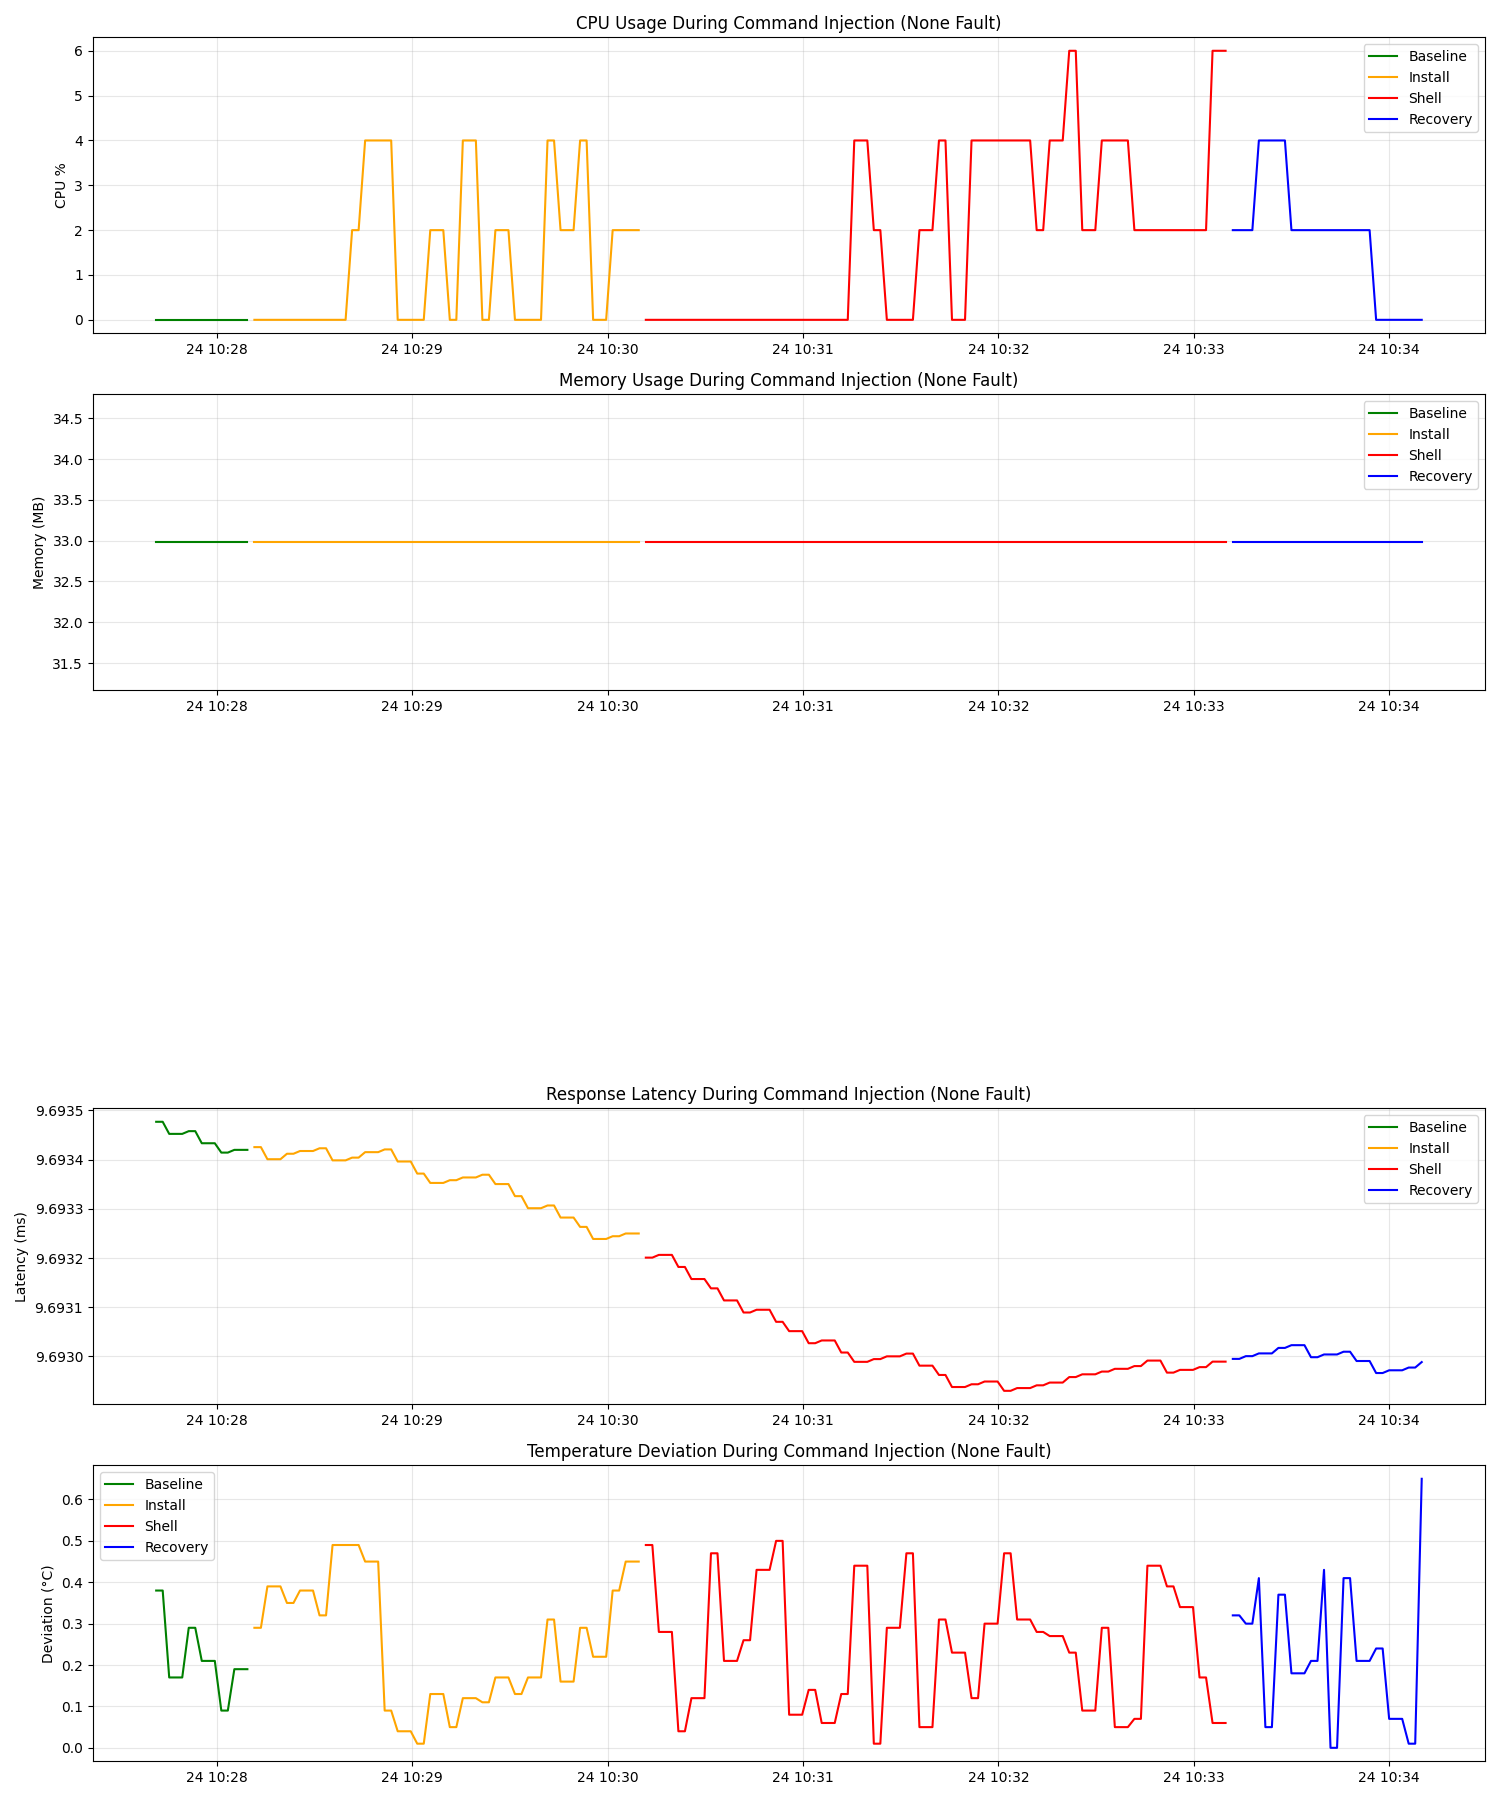 CPU Usage During Command Injection (None Fault)
CPU %
6
5
4
3
2
1
0
Baseline
Install
Shell
Recovery
24 10:28
24 10:29
24 10:30
24 10:31
24 10:32
24 10:33
24 10:34
Memory Usage During Command Injection (None Fault)
Memory (MB)
34.5
34.0
33.5
33.0
32.5
32.0
31.5
Baseline
Install
Shell
Recovery
24 10:28
24 10:29
24 10:30
24 10:31
24 10:32
24 10:33
24 10:34
Response Latency During Command Injection (None Fault)
Latency (ms)
9.6935
9.6934
9.6933
9.6932
9.6931
9.6930
Baseline
Install
Shell
Recovery
24 10:28
24 10:29
24 10:30
24 10:31
24 10:32
24 10:33
24 10:34
Temperature Deviation During Command Injection (None Fault)
Deviation (°C)
0.6
0.5
0.4
0.3
0.2
0.1
0.0
Baseline
Install
Shell
Recovery
24 10:28
24 10:29
24 10:30
24 10:31
24 10:32
24 10:33
24 10:34